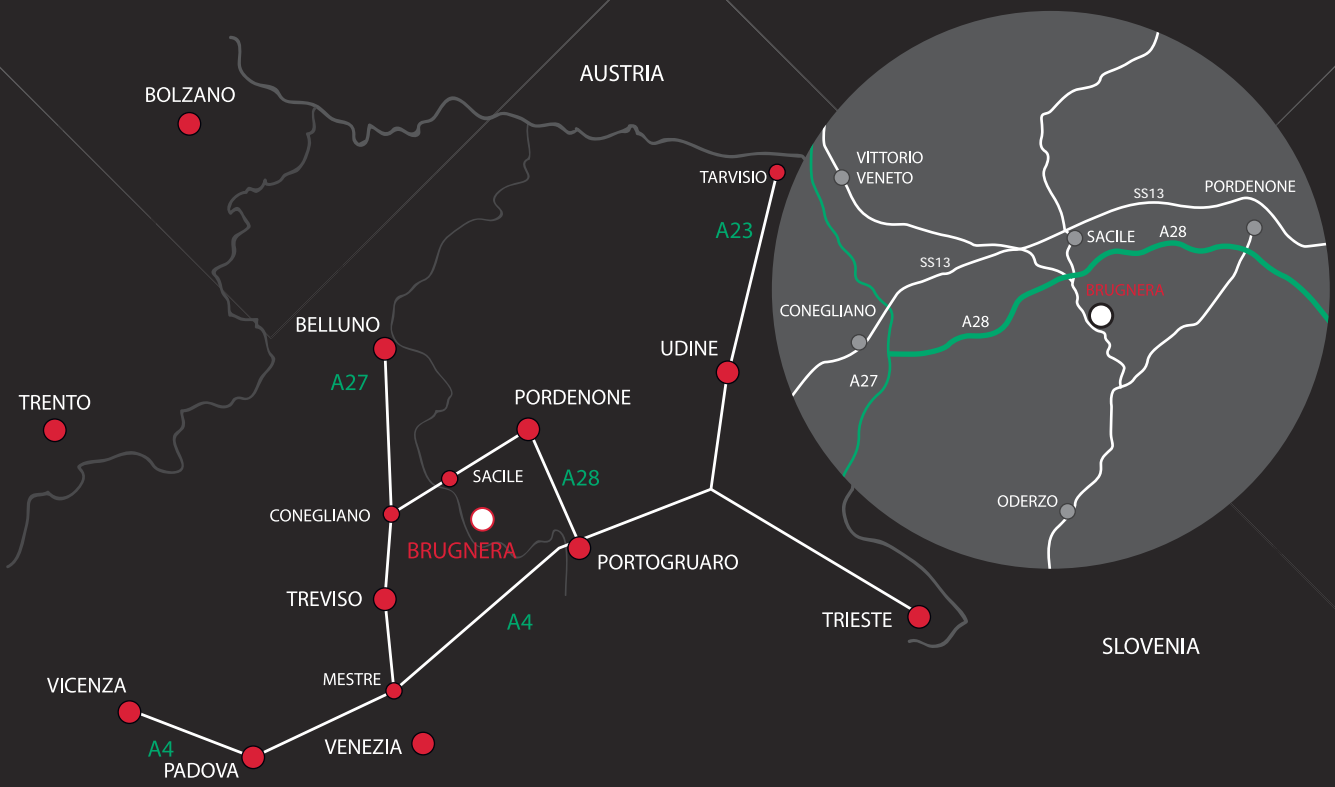 AUSTRIA
BOLZANO
TARVISIO
A23
BELLUNO
A27
UDINE
TRENTO
PORDENONE
SACILE
A28
CONEGLIANO
BRUGNERA
PORTOGRUARO
TREVISO
A4
TRIESTE
SLOVENIA
MESTRE
VICENZA
VENEZIA
A4
PADOVA
VITTORIO
VENETO
SS13
PORDENONE
SACILE
A28
SS13
BRUGNERA
CONEGLIANO
A28
A27
ODERZO